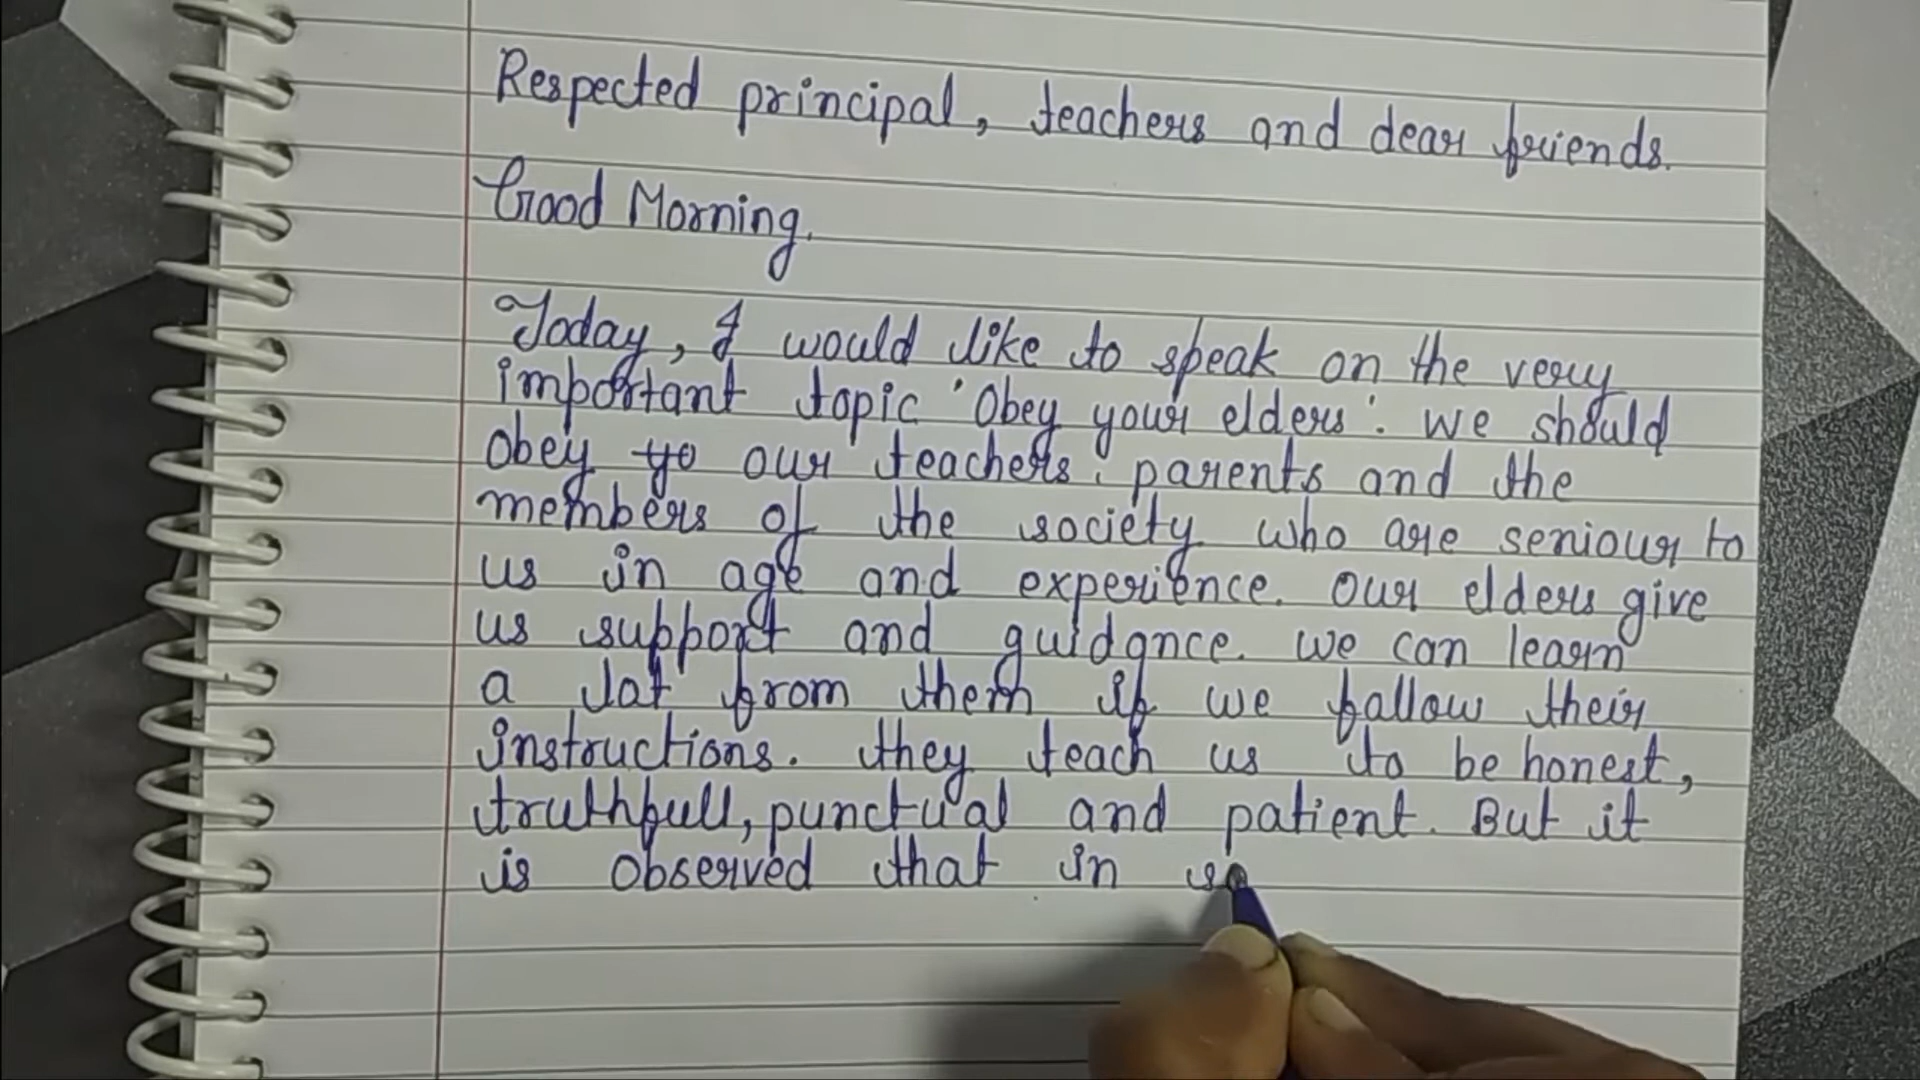 Respected principal, teachers and dear friends.
Good Morning.
Today, I would like to speak on the very
important topic 'Obey your elders'. we should
obey yo our teachers, parents and the
members of the society who are seniour to
us in age and experience. our elders give
us support and guidance. we can learn
a lot from them if we follow their
instructions. they teach us to be honest,
truthfull, punctual and patient. But it
is observed that in